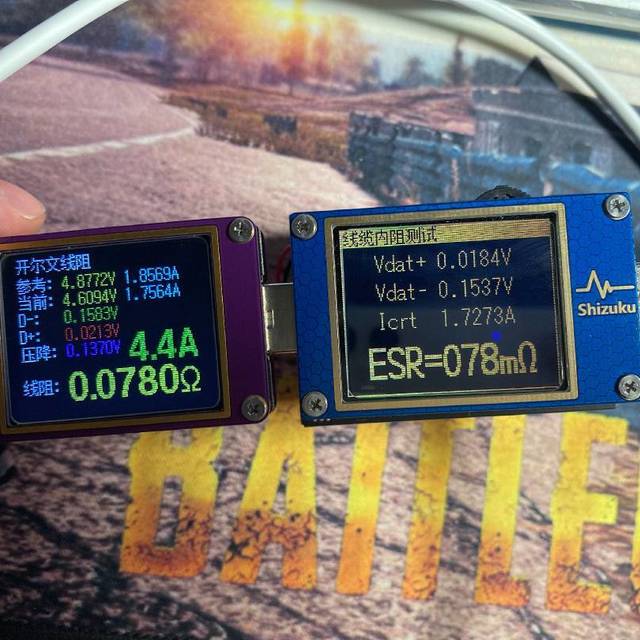 开尔文线阻
参考: 4.8772V 1.8569A
当前: 4.6094V 1.7564A
D-: 0.1583V
D+: 0.0213V
压降: 0.1370V 4.4A
线阻: 0.0780Ω
线缆内阻测试
Vdat+ 0.0184V
Vdat- 0.1537V
Icrt 1.7273A
ESR=078mΩ
Shizuku
BATTLE